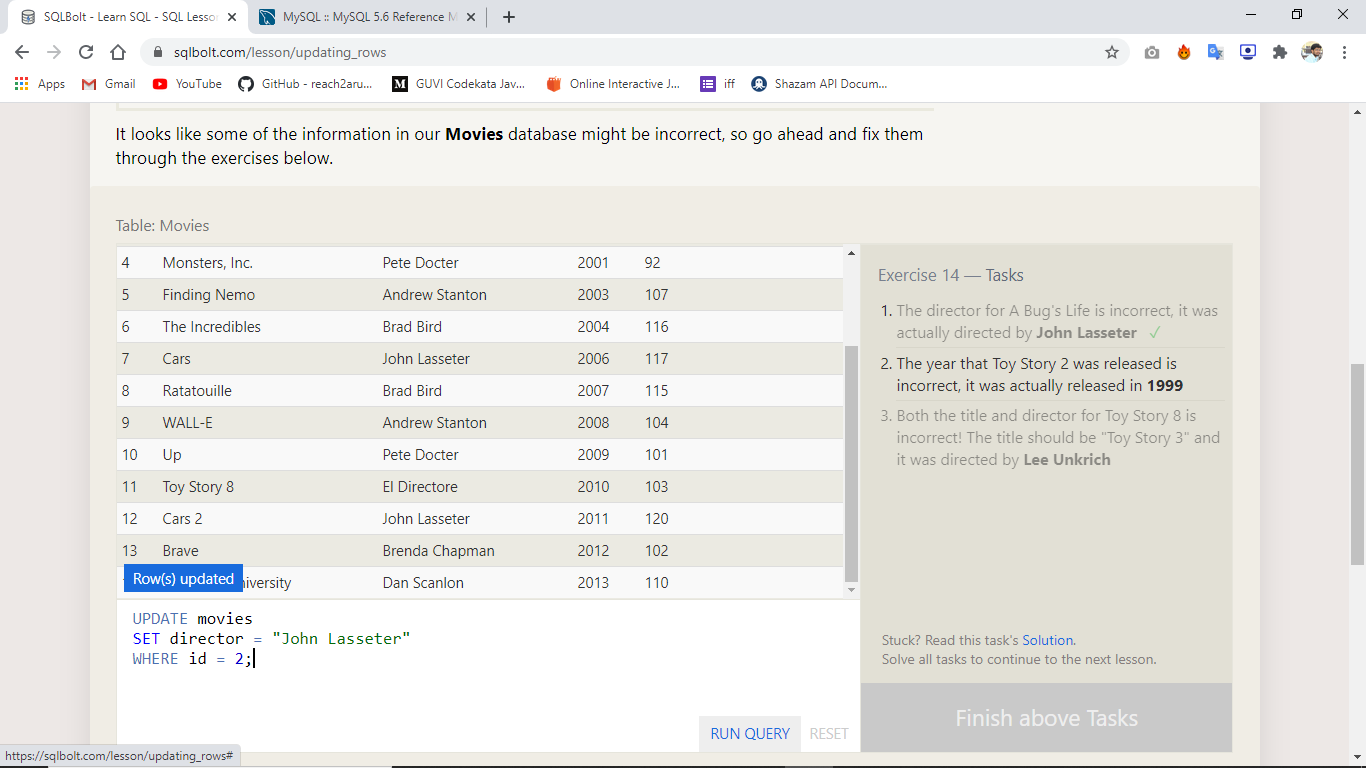 SQLBolt - Learn SQL - SQL Lesson
MySQL :: MySQL 5.6 Reference M
sqlbolt.com/lesson/updating_rows
Apps Gmail YouTube GitHub - reach2aru... GUVI Codekata Jav... Online Interactive J... iff Shazam API Docum...
It looks like some of the information in our Movies database might be incorrect, so go ahead and fix them
through the exercises below.
Table: Movies
4 Monsters, Inc. Pete Docter 2001 92
5 Finding Nemo Andrew Stanton 2003 107
6 The Incredibles Brad Bird 2004 116
7 Cars John Lasseter 2006 117
8 Ratatouille Brad Bird 2007 115
9 WALL-E Andrew Stanton 2008 104
10 Up Pete Docter 2009 101
11 Toy Story 8 El Directore 2010 103
12 Cars 2 John Lasseter 2011 120
13 Brave Brenda Chapman 2012 102
Row(s) updated
iversity Dan Scanlon 2013 110
UPDATE movies
SET director = "John Lasseter"
WHERE id = 2;
RUN QUERY RESET
Exercise 14 — Tasks
1. The director for A Bug's Life is incorrect, it was
actually directed by John Lasseter ✓
2. The year that Toy Story 2 was released is
incorrect, it was actually released in 1999
3. Both the title and director for Toy Story 8 is
incorrect! The title should be "Toy Story 3" and
it was directed by Lee Unkrich
Stuck? Read this task's Solution.
Solve all tasks to continue to the next lesson.
Finish above Tasks
https://sqlbolt.com/lesson/updating_rows#